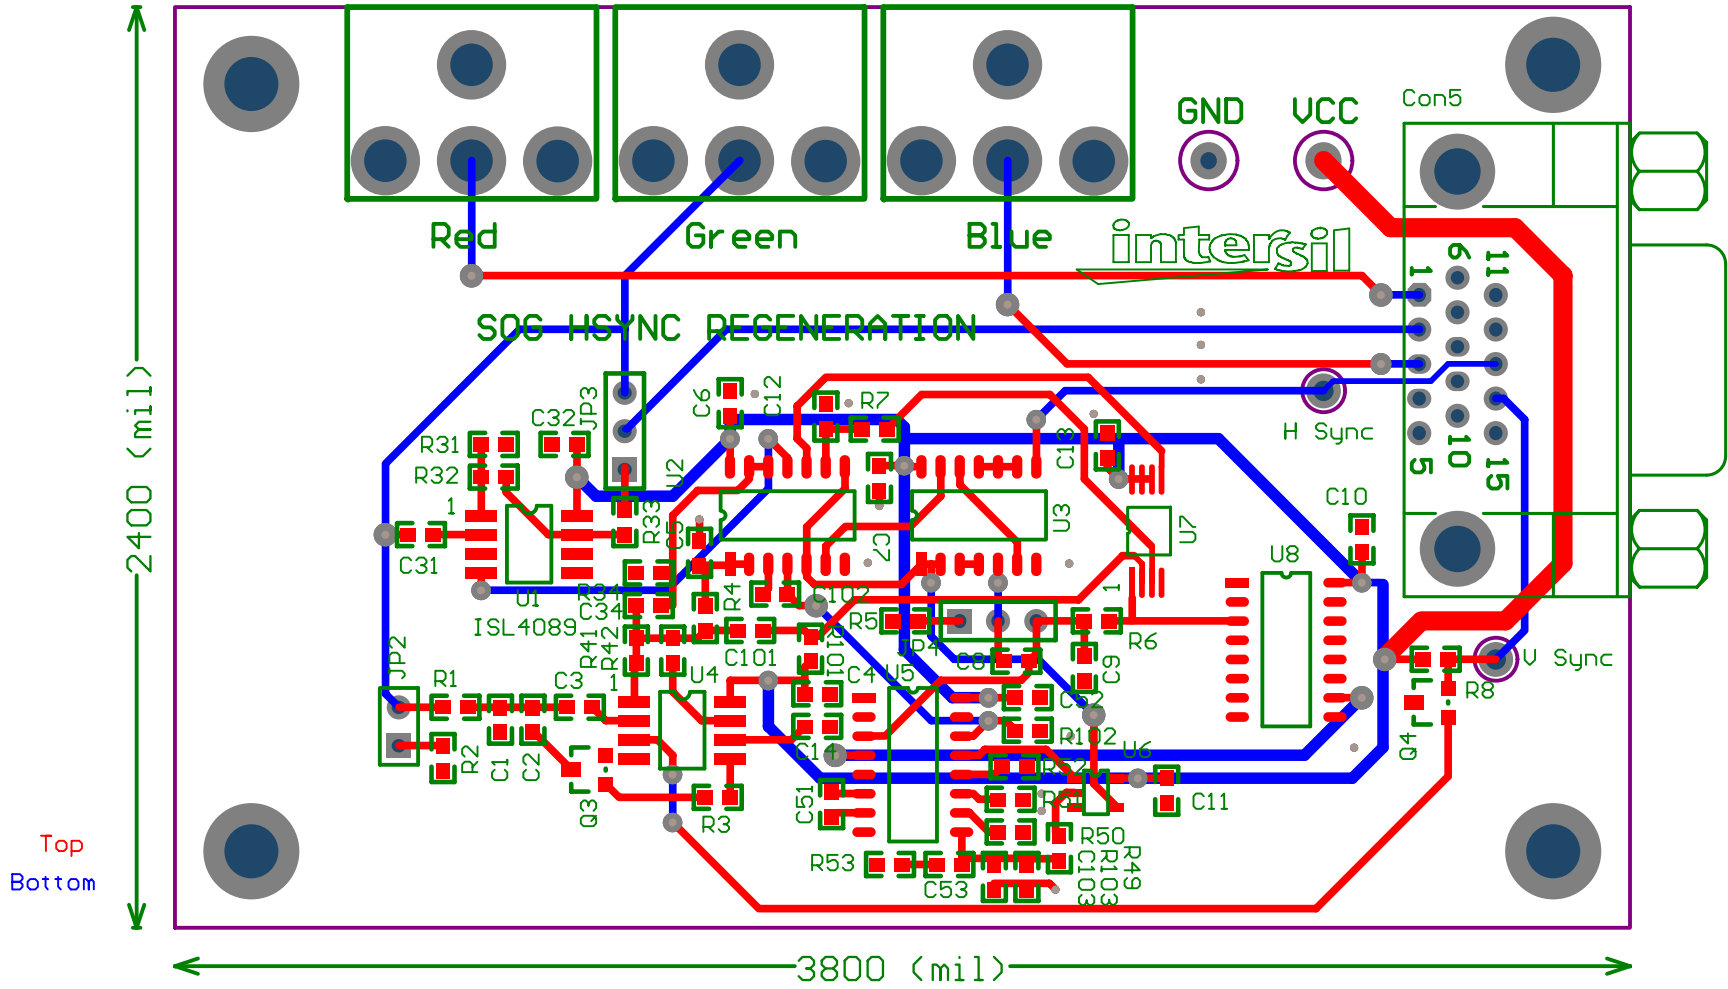 GND VCC
Con5
Red Green Blue
intersil
6 11
1
SOG HSYNC REGENERATION
JP3
C32
C6
C12
R7
R31
R32
U2
C13
H Sync
10
5
15
2400 (mil)
1
R33
C5
C7
U3
U7
C10
U8
C31
U1
ISL4089
R34
C34
R4
C102
R5
JP4
1
R6
R41
R42
C101
R101
JP2
C8
C9
V Sync
R1
C3
1
U4
C4
U5
C52
R8
R2
C1
C2
C14
R102
U6
Q4
R52
Q3
R3
C51
R51
C11
R50
Top
Bottom
R53
C53
C103
R103
R49
3800 (mil)